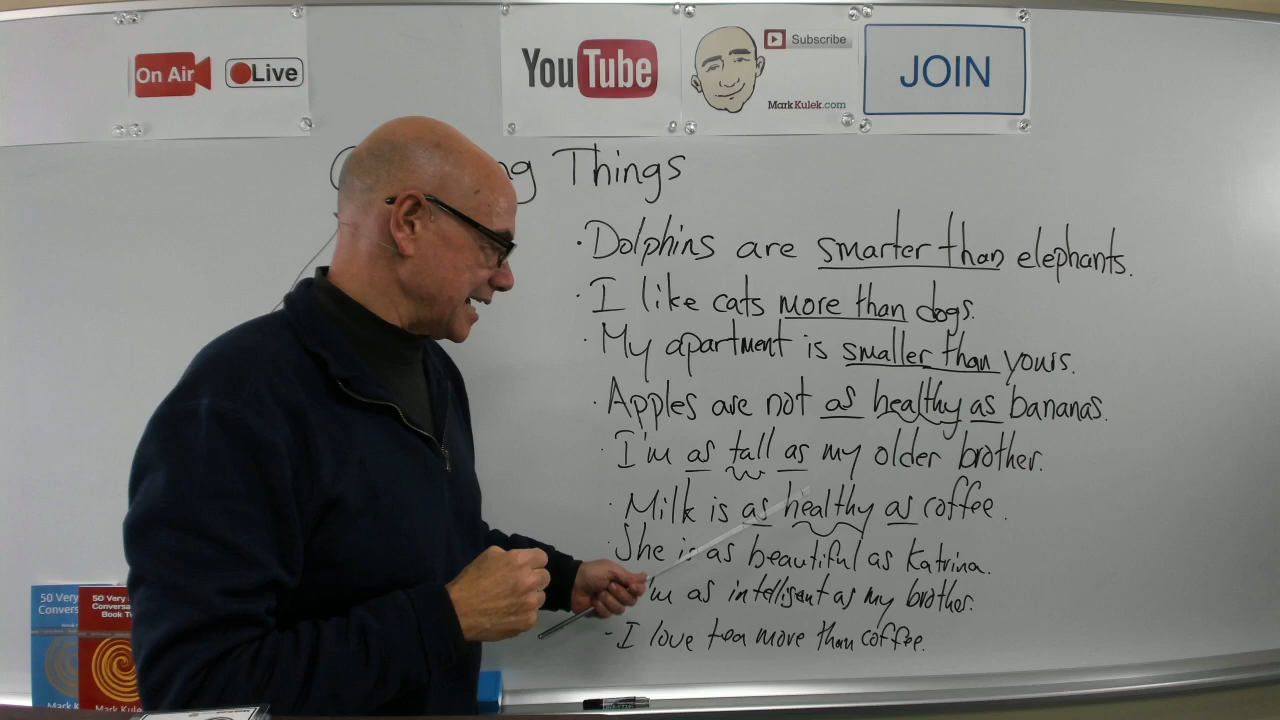 On Air Live
YouTube
Subscribe
MarkKulek.com
JOIN
Things
· Dolphins are smarter than elephants.
· I like cats more than dogs.
· My apartment is smaller than yours.
· Apples are not as healthy as bananas.
· I'm as tall as my older brother.
· Milk is as healthy as coffee.
· She is as beautiful as Katrina.
I'm as intelligent as my brother.
- I love tea more than coffee.
50 Very
Convers
50 Very
Conversa
Book T
Mark K
Mark Kule